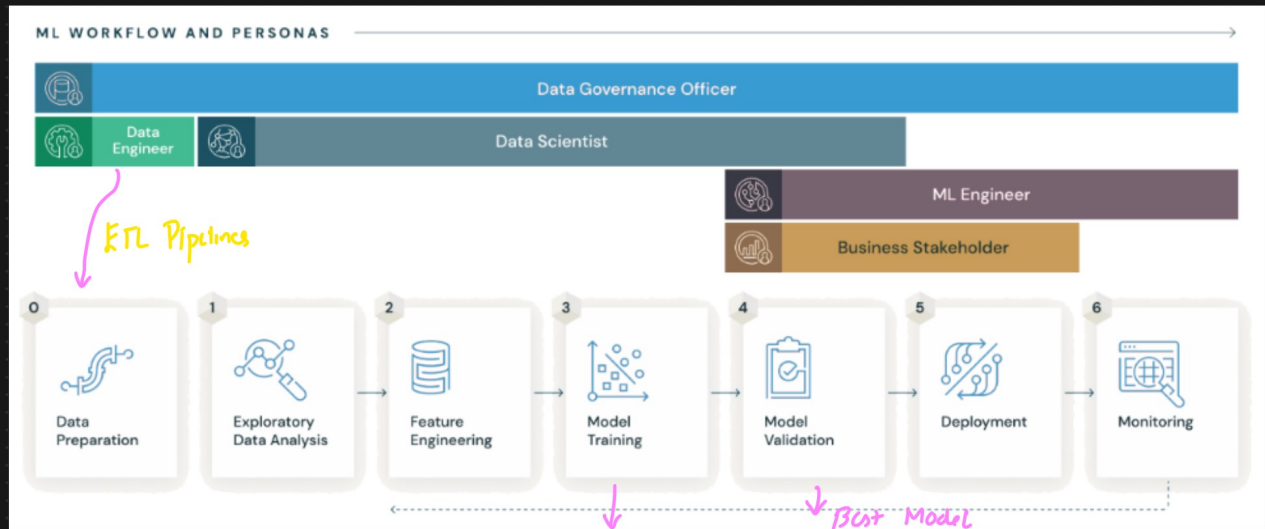 ML WORKFLOW AND PERSONAS
Data Governance Officer
Data
Engineer
Data Scientist
ML Engineer
Business Stakeholder
ETL Pipelines
0
Data
Preparation
1
Exploratory
Data Analysis
2
Feature
Engineering
3
Model
Training
4
Model
Validation
5
Deployment
6
Monitoring
Best Model